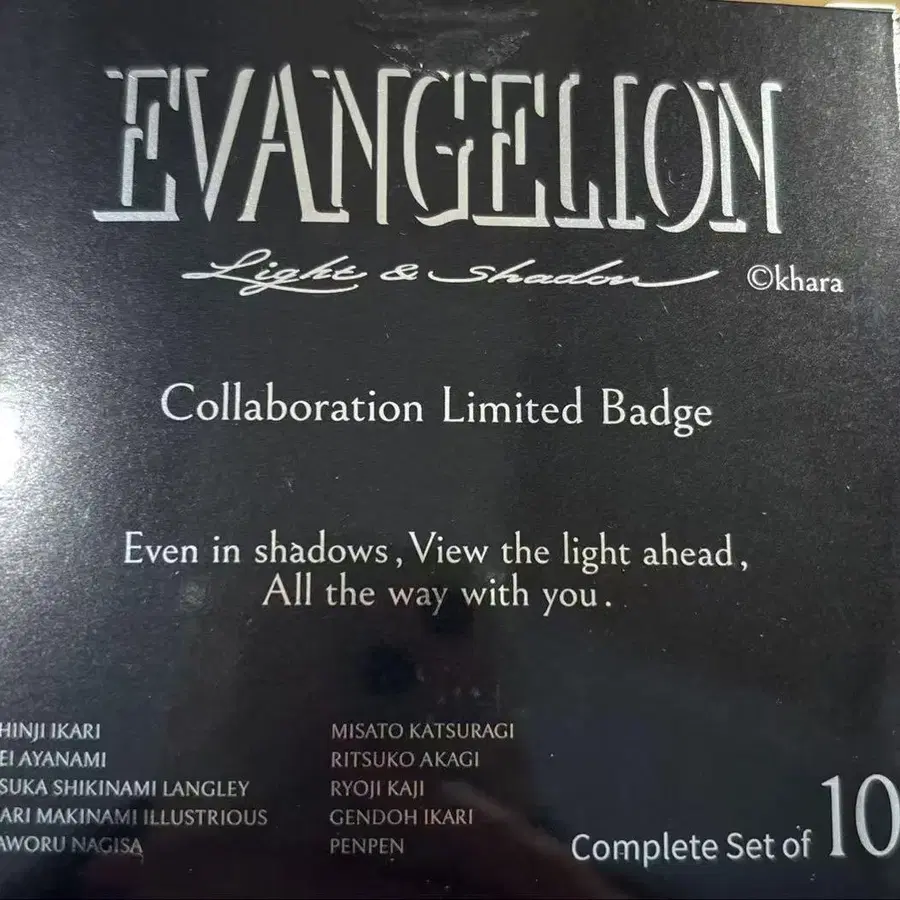 EVANGELION
Light & Shadow ©khara
Collaboration Limited Badge
Even in shadows, View the light ahead,
All the way with you.
HINJI IKARI
EI AYANAMI
SUKA SHIKINAMI LANGLEY
ARI MAKINAMI ILLUSTRIOUS
AWORU NAGISA
MISATO KATSURAGI
RITSUKO AKAGI
RYOJI KAJI
GENDOH IKARI
PENPEN
Complete Set of 10